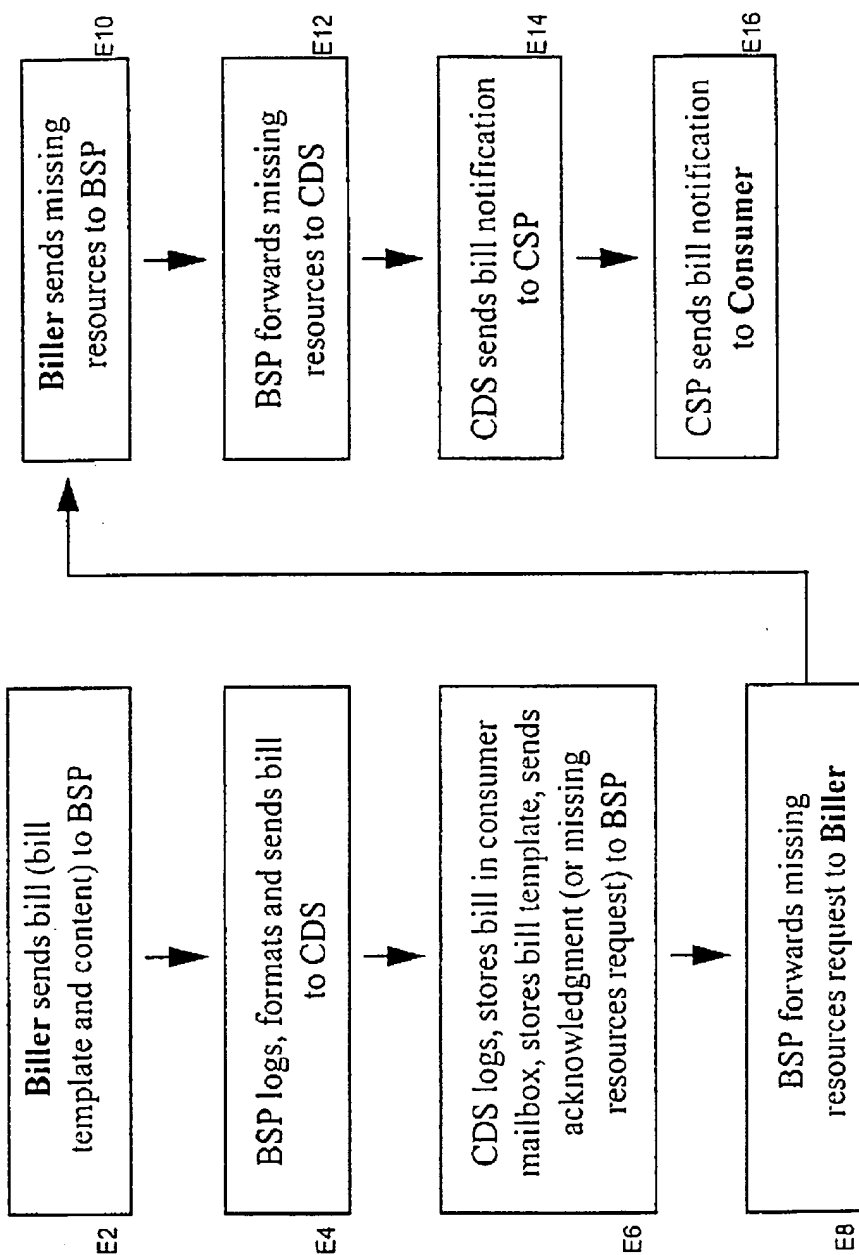 Biller sends bill (bill
template and content) to BSP
E2
BSP logs, formats and sends bill
to CDS
E4
CDS logs, stores bill in consumer
mailbox, stores bill template, sends
acknowledgment (or missing
resources request) to BSP
E6
BSP forwards missing
resources request to Biller
E8
Biller sends missing
resources to BSP
E10
BSP forwards missing
resources to CDS
E12
CDS sends bill notification
to CSP
E14
CSP sends bill notification
to Consumer
E16